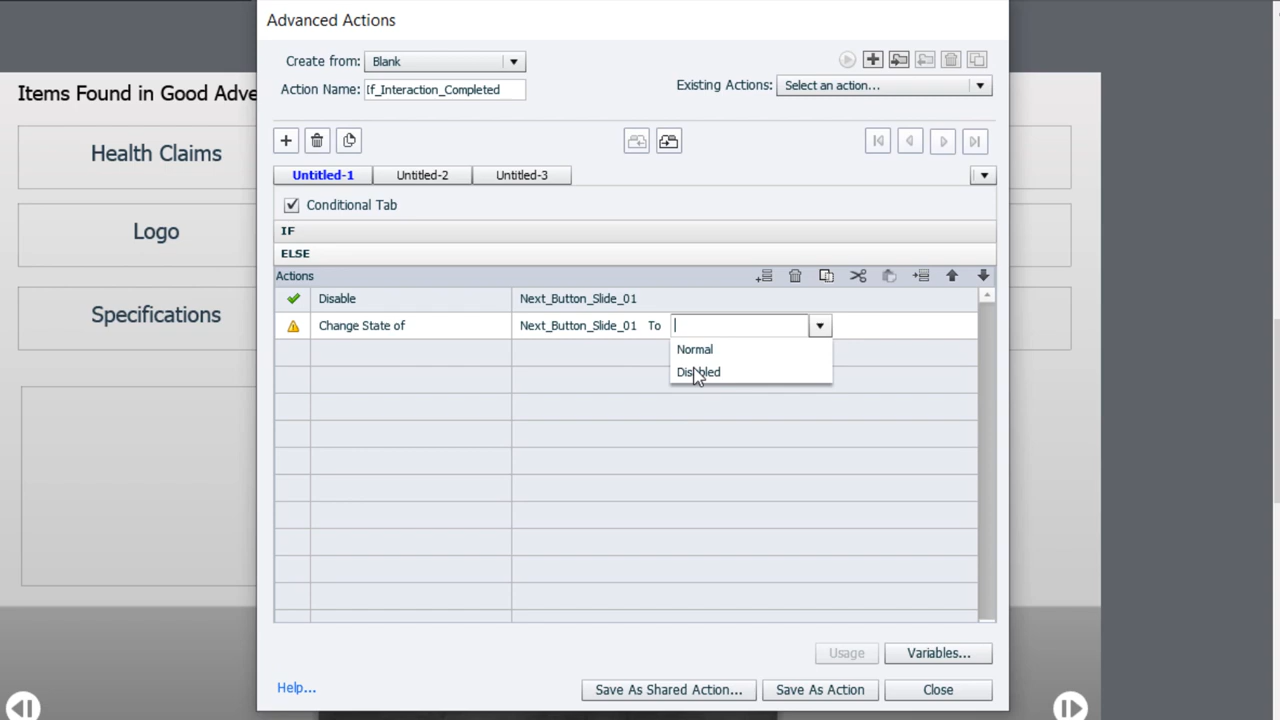 Advanced Actions
Create from: Blank
Existing Actions: Select an action...
Action Name: If_Interaction_Completed
Items Found in Good Adve
Health Claims
Logo
Specifications
Untitled-1 Untitled-2 Untitled-3
Conditional Tab
IF
ELSE
Actions
Disable Next_Button_Slide_01
Change State of Next_Button_Slide_01 To
Normal
Disabled
Usage Variables...
Help... Save As Shared Action... Save As Action Close